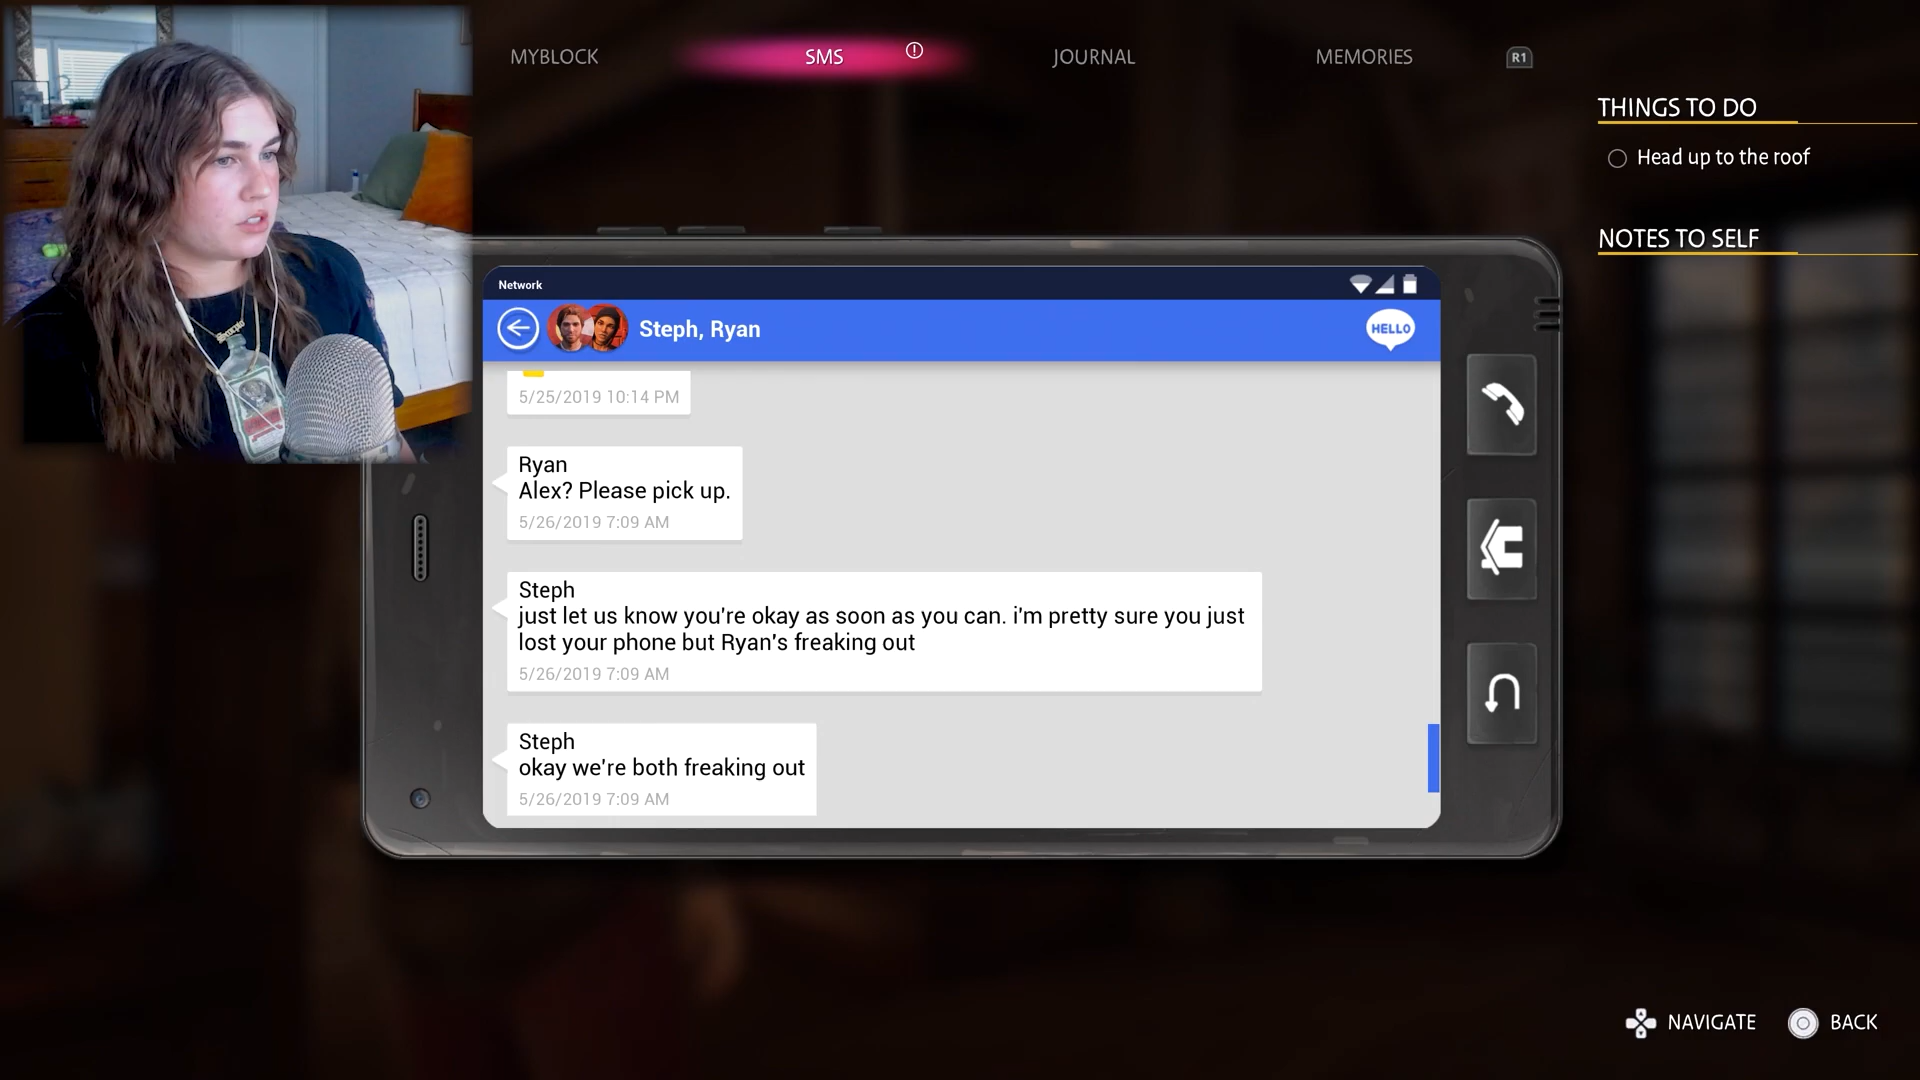 MYBLOCK
SMS
JOURNAL
MEMORIES
R1
THINGS TO DO
Head up to the roof
NOTES TO SELF
Network
Steph, Ryan
HELLO
5/25/2019 10:14 PM
Ryan
Alex? Please pick up.
5/26/2019 7:09 AM
Steph
just let us know you're okay as soon as you can. i'm pretty sure you just
lost your phone but Ryan's freaking out
5/26/2019 7:09 AM
Steph
okay we're both freaking out
5/26/2019 7:09 AM
NAVIGATE
BACK